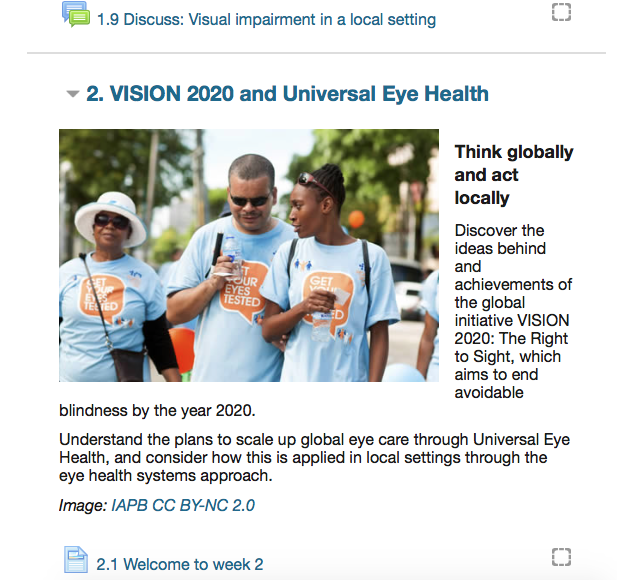 1.9 Discuss: Visual impairment in a local setting
2. VISION 2020 and Universal Eye Health
GET
YOUR
EYES
TESTED
GET
YOUR
EYES
TESTED
GET
Think globally
and act
locally
Discover the
ideas behind
and
achievements of
the global
initiative VISION
2020: The Right
to Sight, which
aims to end
avoidable
blindness by the year 2020.
Understand the plans to scale up global eye care through Universal Eye
Health, and consider how this is applied in local settings through the
eye health systems approach.
Image: IAPB CC BY-NC 2.0
2.1 Welcome to week 2